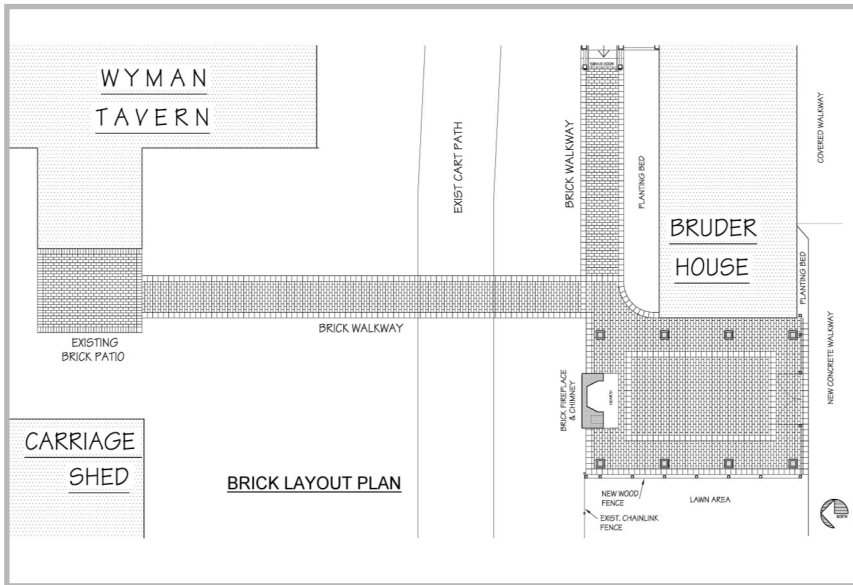 WYMAN
TAVERN
EXIST CART PATH
BRICK WALKWAY
PLANTING BED
COVERED WALKWAY
BRUDER
HOUSE
PLANTING BED
NEW CONCRETE WALKWAY
EXISTING
BRICK PATIO
BRICK WALKWAY
BRICK FIREPLACE
& CHIMNEY
HEARTH
CARRIAGE
SHED
BRICK LAYOUT PLAN
NEW WOOD
FENCE
LAWN AREA
EXIST. CHAINLINK
FENCE
NORTH